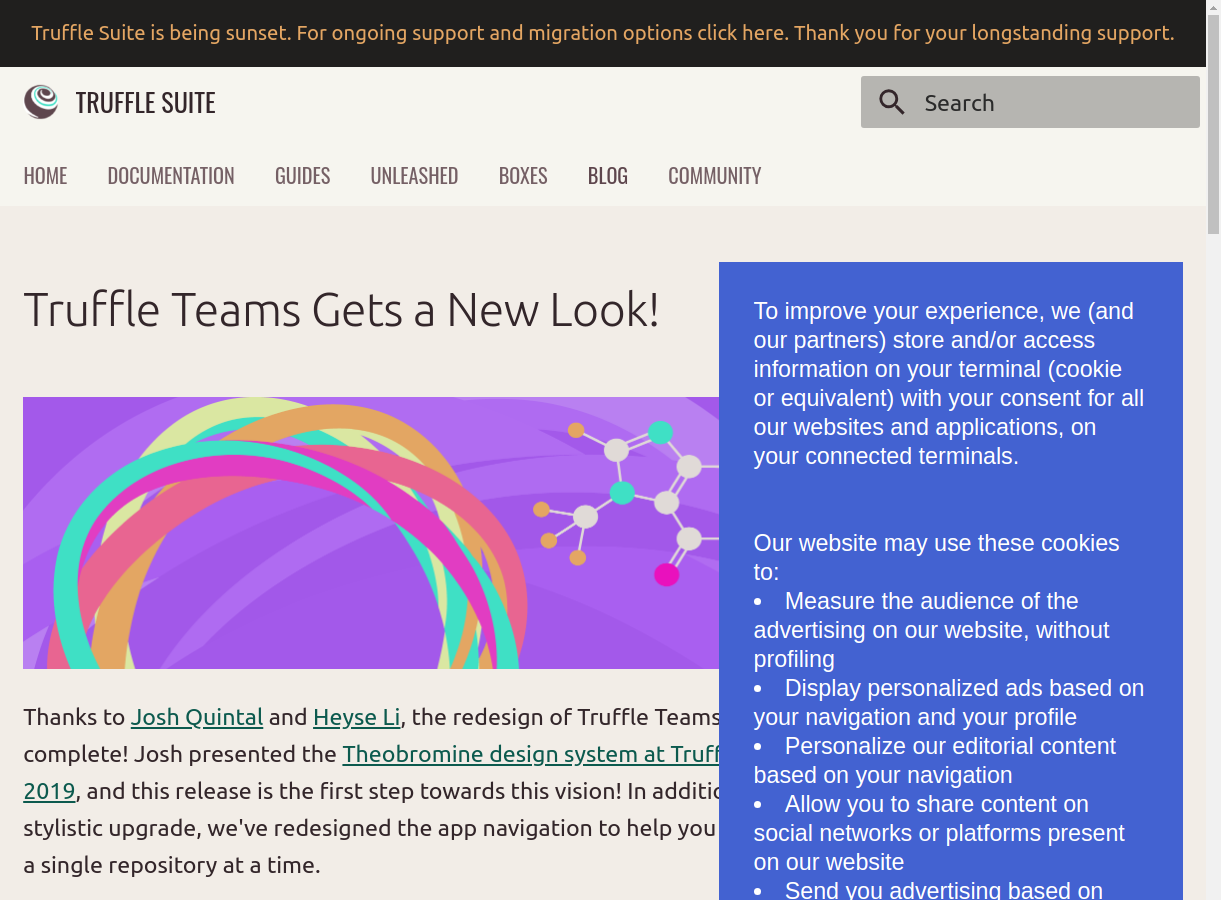 Truffle Suite is being sunset. For ongoing support and migration options click here. Thank you for your longstanding support.
TRUFFLE SUITE
Search
HOME DOCUMENTATION GUIDES UNLEASHED BOXES BLOG COMMUNITY
Truffle Teams Gets a New Look!
Thanks to Josh Quintal and Heyse Li, the redesign of Truffle Teams
complete! Josh presented the Theobromine design system at
2019, and this release is the first step towards this vision! In
stylistic upgrade, we've redesigned the app navigation to help you
a single repository at a time.
To improve your experience, we (and
our partners) store and/or access
information on your terminal (cookie
or equivalent) with your consent for all
our websites and applications, on
your connected terminals.
Our website may use these cookies
to:
• Measure the audience of the
advertising on our website, without
profiling
• Display personalized ads based on
your navigation and your profile
• Personalize our editorial content
based on your navigation
• Allow you to share content on
social networks or platforms present
on our website
• Send you advertising based on